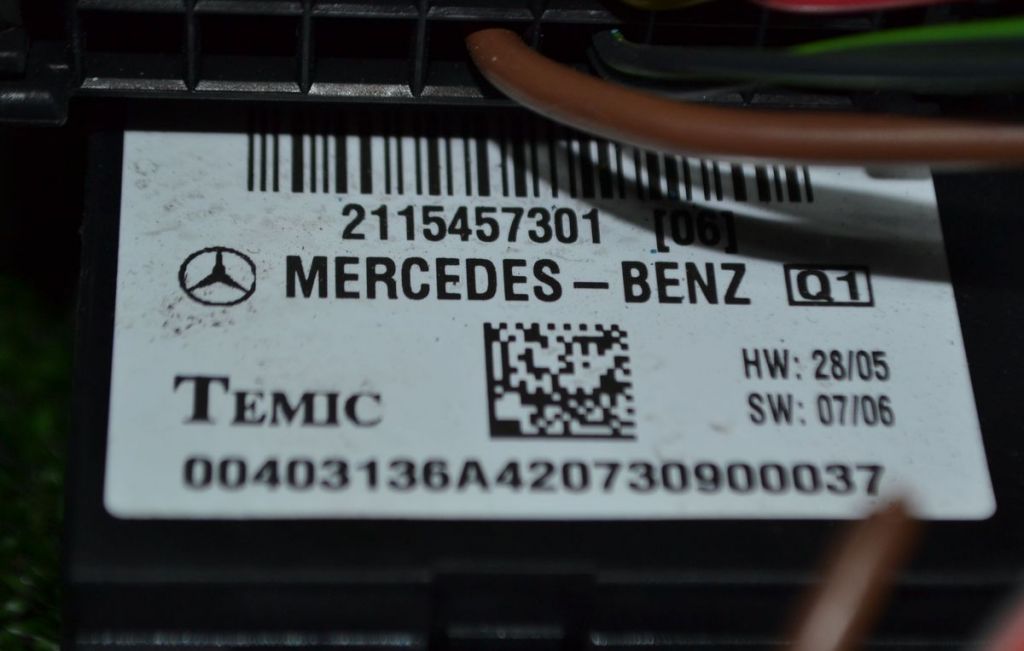 2115457301 [06]
MERCEDES-BENZ Q1
HW: 28/05
TEMIC
SW: 07/06
00403136A420730900037